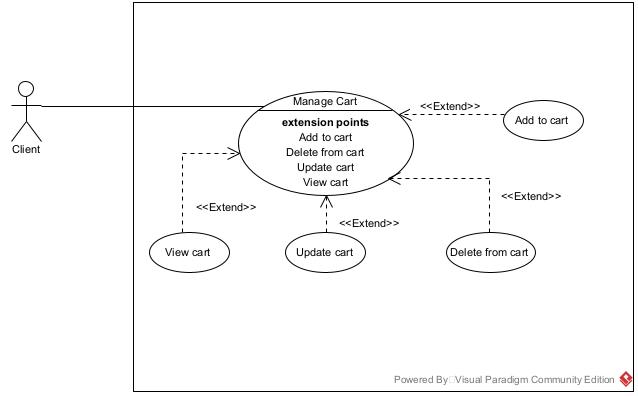 Manage Cart
extension points
Add to cart
Delete from cart
Update cart
View cart
<<Extend>>
Add to cart
Client
<<Extend>>
<<Extend>>
<<Extend>>
View cart
Update cart
Delete from cart
Powered By Visual Paradigm Community Edition